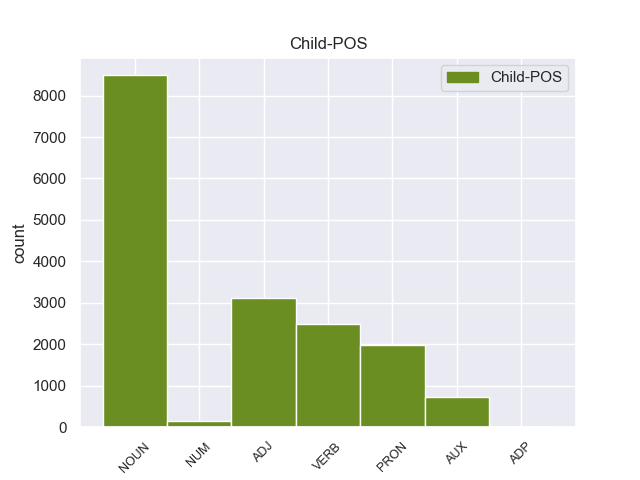 Child-POS
Child-POS
count
8000
7000
6000
5000
4000
3000
2000
1000
0
NOUN
NUM
ADJ
VERB
PRON
AUX
ADP